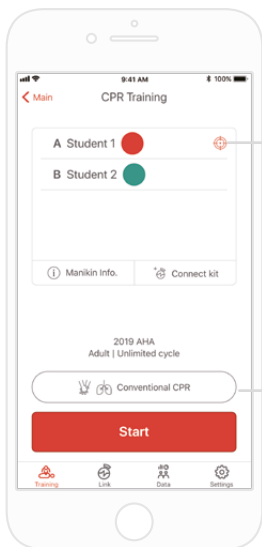 9:41 AM
100%
Main
CPR Training
A Student 1
B Student 2
i Manikin Info.
Connect kit
2019 AHA
Adult | Unlimited cycle
Conventional CPR
Start
Training Link Data Settings